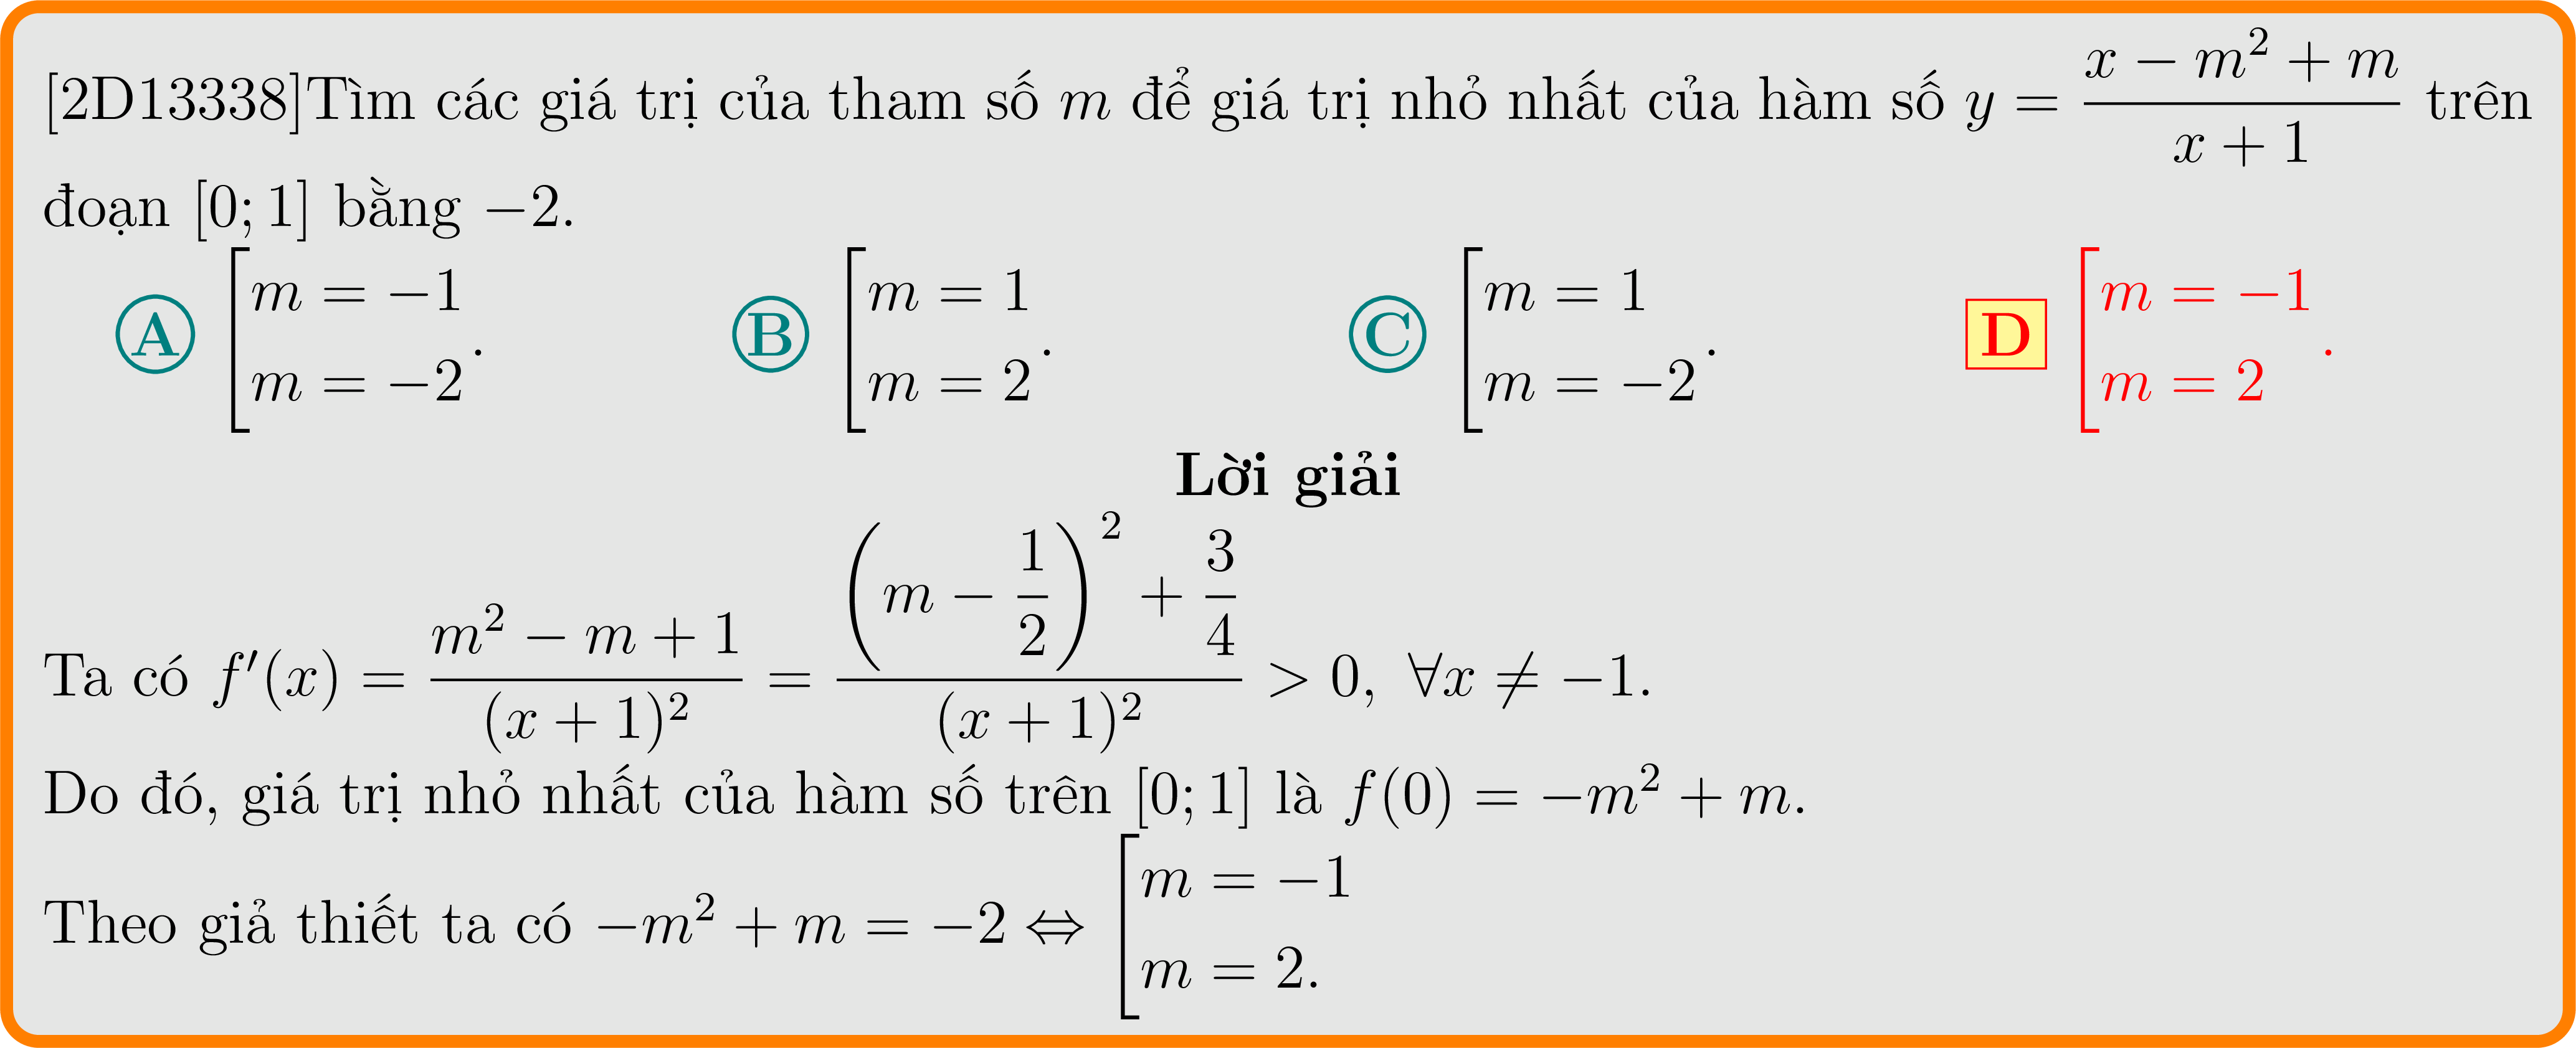 [2D13338]Tìm các giá trị của tham số $m$ để giá trị nhỏ nhất của hàm số $y = \dfrac{x - m^2 + m}{x + 1}$ trên
đoạn $[0; 1]$ bằng $-2$.
A $\left[\begin{array}{l} m = -1 \\ m = -2 \end{array}\right.$. B $\left[\begin{array}{l} m = 1 \\ m = 2 \end{array}\right.$. C $\left[\begin{array}{l} m = 1 \\ m = -2 \end{array}\right.$. D $\left[\begin{array}{l} m = -1 \\ m = 2 \end{array}\right.$.
Lời giải
Ta có $f'(x) = \dfrac{m^2 - m + 1}{(x + 1)^2} = \dfrac{\left(m - \dfrac{1}{2}\right)^2 + \dfrac{3}{4}}{(x + 1)^2} > 0, \ \forall x \neq -1.$
Do đó, giá trị nhỏ nhất của hàm số trên $[0; 1]$ là $f(0) = -m^2 + m$.
Theo giả thiết ta có $-m^2 + m = -2 \Leftrightarrow \left[\begin{array}{l} m = -1 \\ m = 2. \end{array}\right.$